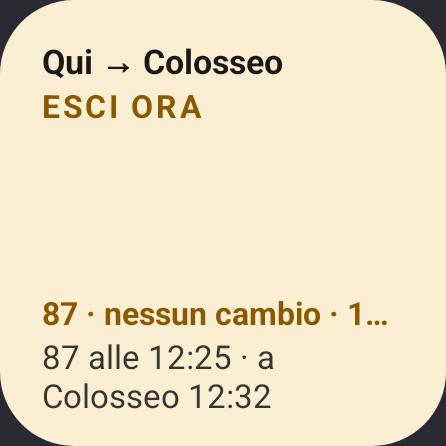 Qui → Colosseo
ESCI ORA
87 · nessun cambio · 1…
87 alle 12:25 · a
Colosseo 12:32